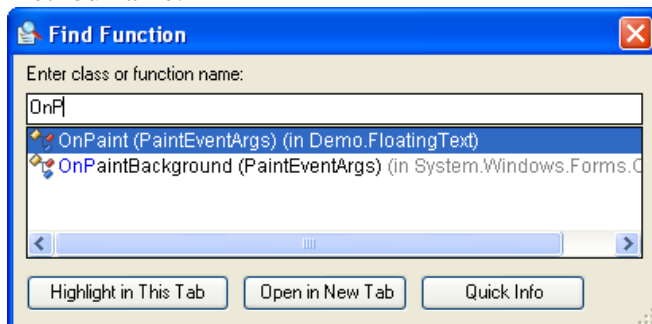 Find Function
Enter class or function name:
OnP
OnPaint (PaintEventArgs) (in Demo.FloatingText)
OnPaintBackground (PaintEventArgs) (in System.Windows.Forms.C
Highlight in This Tab
Open in New Tab
Quick Info